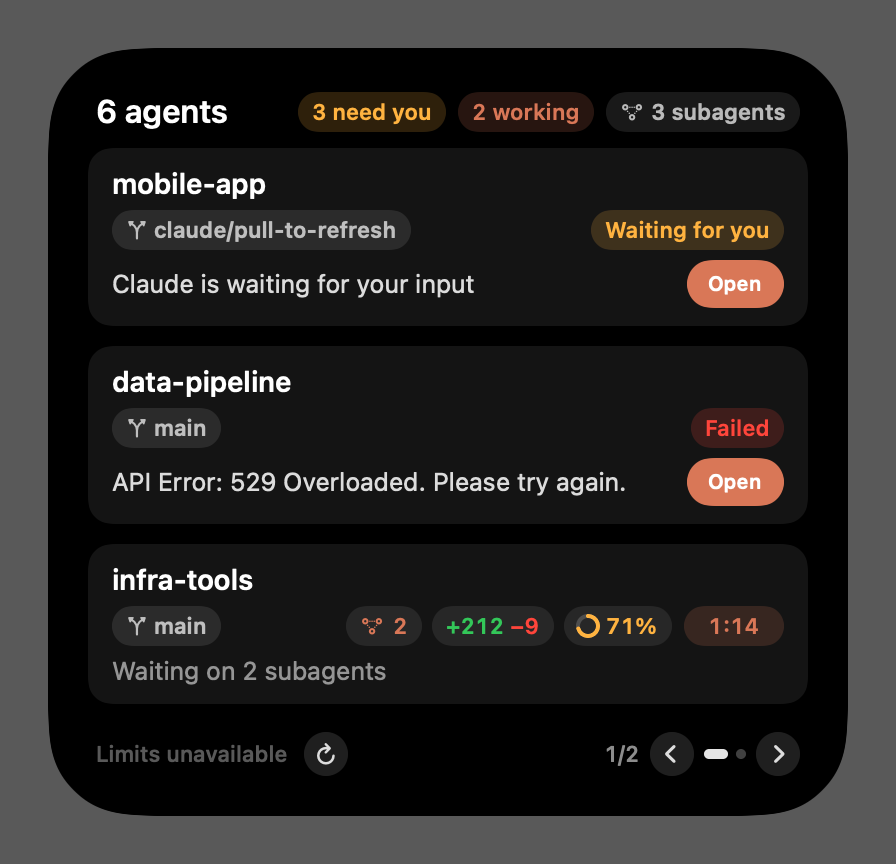 6 agents 3 need you 2 working 3 subagents
mobile-app
claude/pull-to-refresh Waiting for you
Claude is waiting for your input Open
data-pipeline
main Failed
API Error: 529 Overloaded. Please try again. Open
infra-tools
main 2 +212 −9 71% 1:14
Waiting on 2 subagents
Limits unavailable 1/2